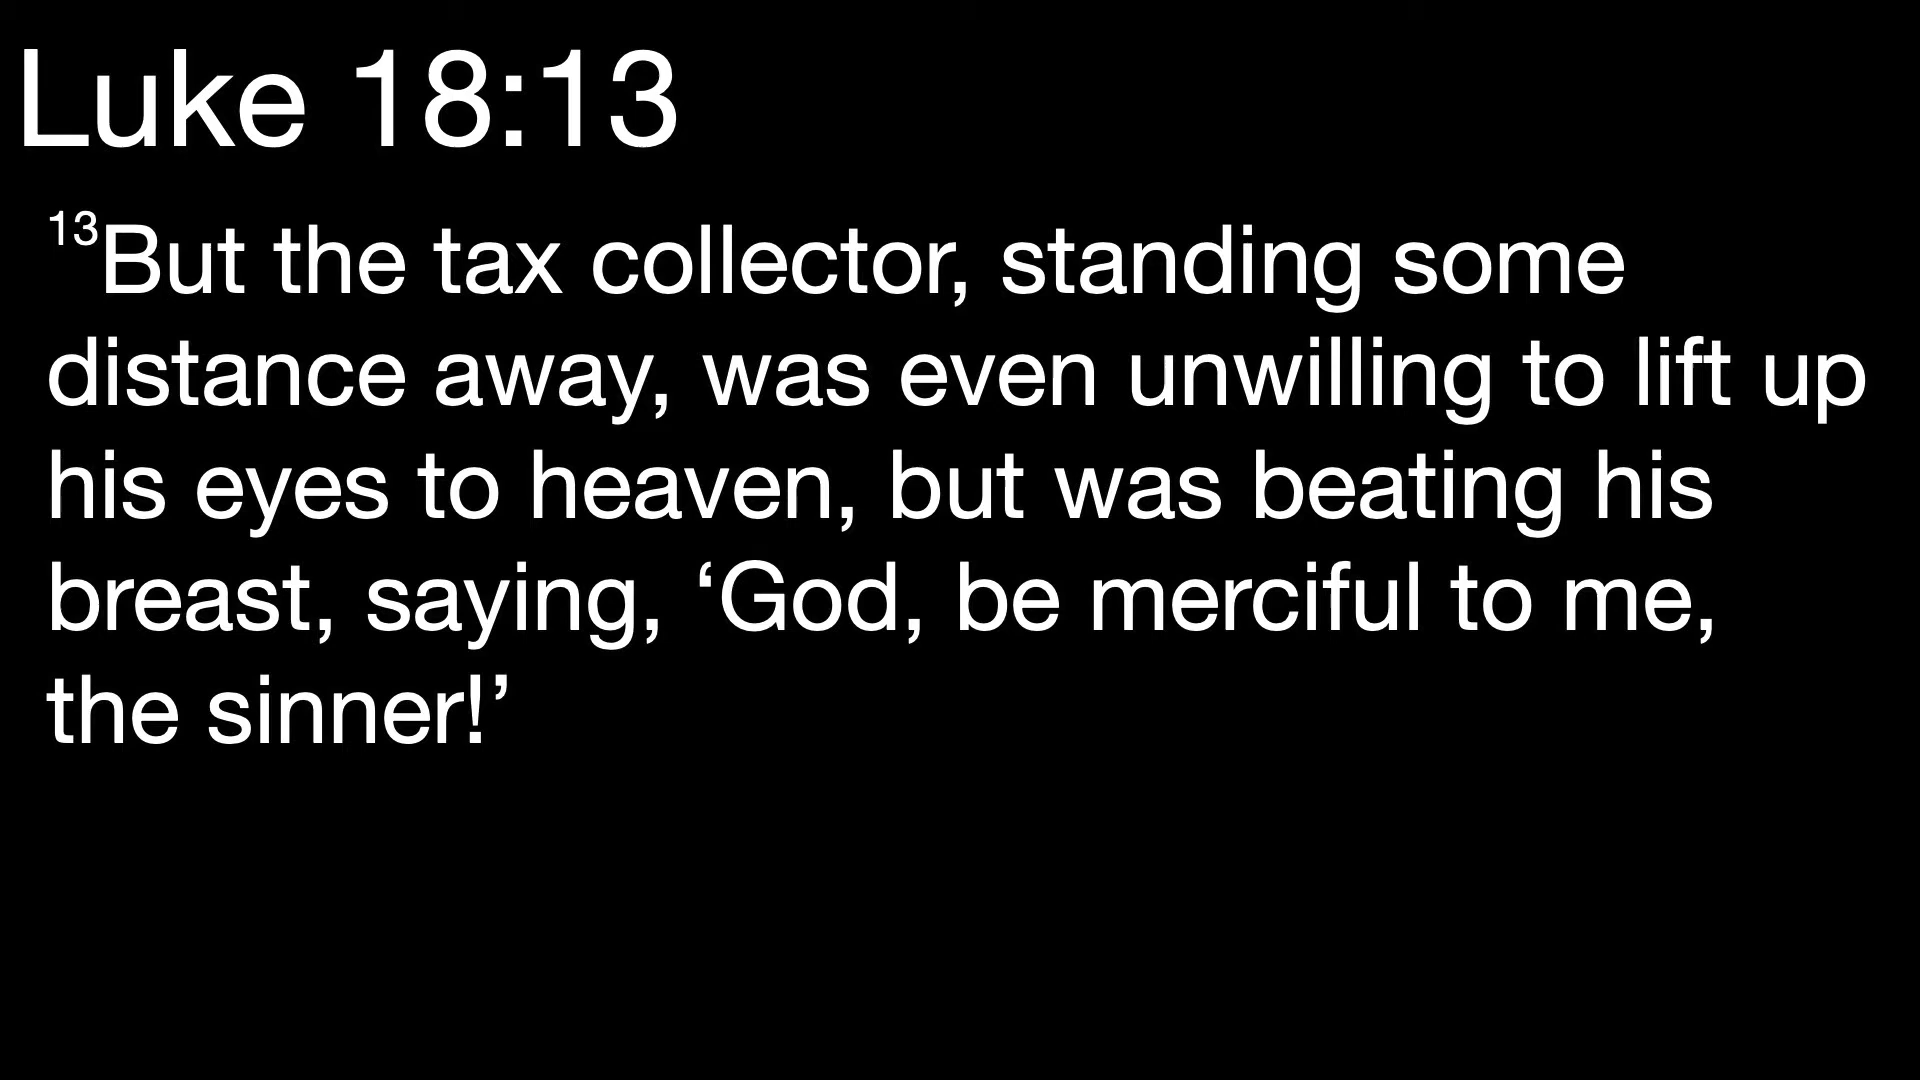 Luke 18:13
13But the tax collector, standing some
distance away, was even unwilling to lift up
his eyes to heaven, but was beating his
breast, saying, ‘God, be merciful to me,
the sinner!’